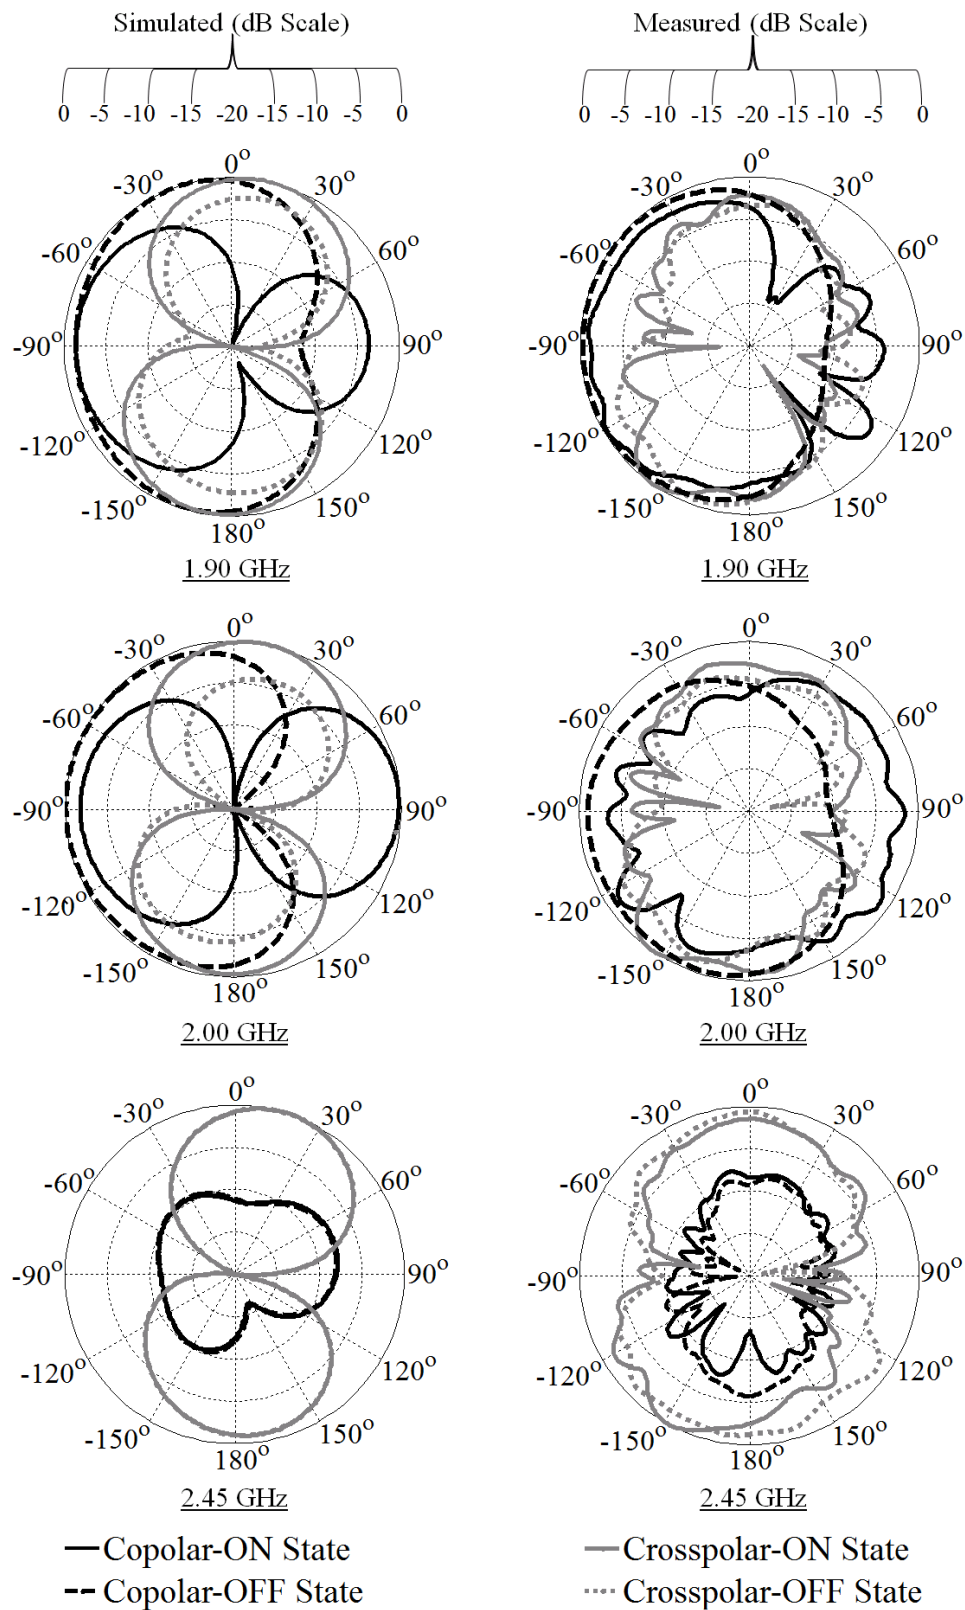 Simulated (dB Scale) Measured (dB Scale)
0 -5 -10 -15 -20 -15 -10 -5 0 0 -5 -10 -15 -20 -15 -10 -5 0
0° 0°
-30° 30° -30° 30°
-60° 60° -60° 60°
-90° 90° -90° 90°
-120° 120° -120° 120°
-150° 150° -150° 150°
180° 180°
1.90 GHz 1.90 GHz
0° 0°
-30° 30° -30° 30°
-60° 60° -60° 60°
-90° 90° -90° 90°
-120° 120° -120° 120°
-150° 150° -150° 150°
180° 180°
2.00 GHz 2.00 GHz
0° 0°
-30° 30° -30° 30°
-60° 60° -60° 60°
-90° 90° -90° 90°
-120° 120° -120° 120°
-150° 150° -150° 150°
180° 180°
2.45 GHz 2.45 GHz
Copolar-ON State Crosspolar-ON State
Copolar-OFF State Crosspolar-OFF State